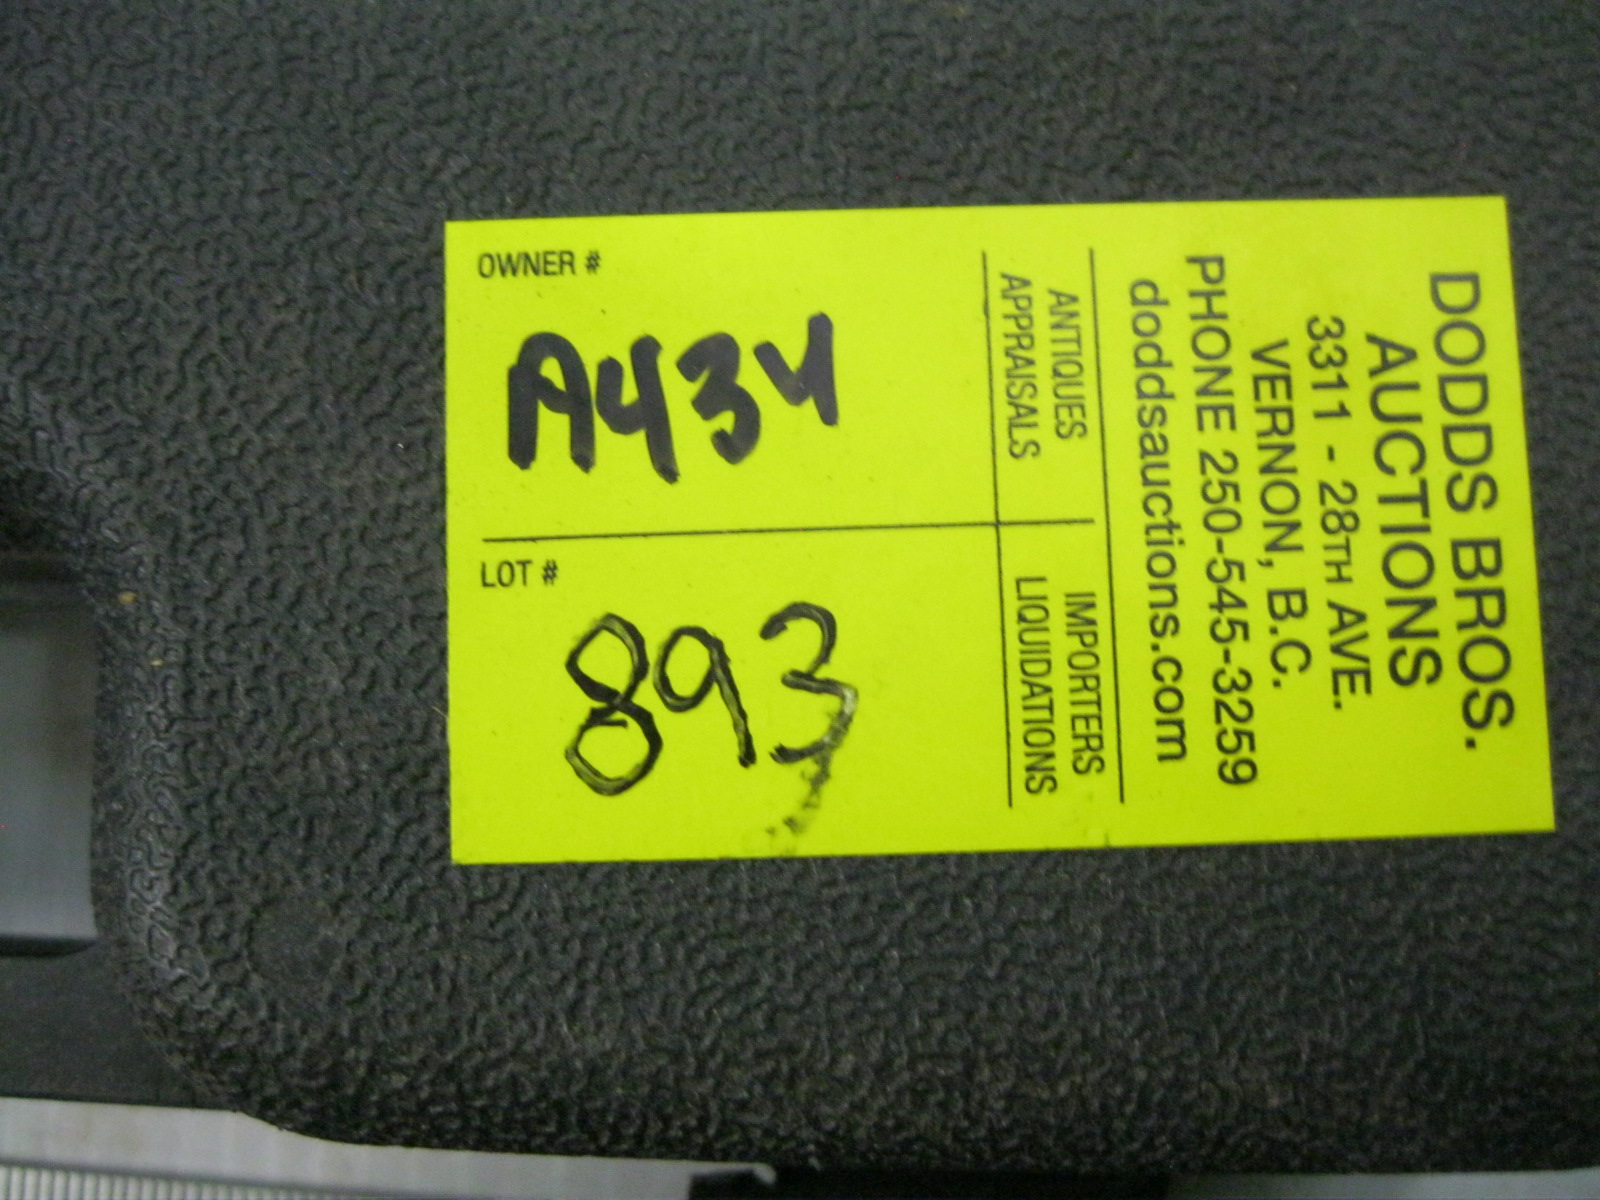 DODDS BROS.
AUCTIONS
3311 - 28TH AVE.
VERNON, B.C.
PHONE 250-545-3259
doddsauctions.com
ANTIQUES
APPRAISALS
IMPORTERS
LIQUIDATIONS
OWNER #
A434
LOT #
893